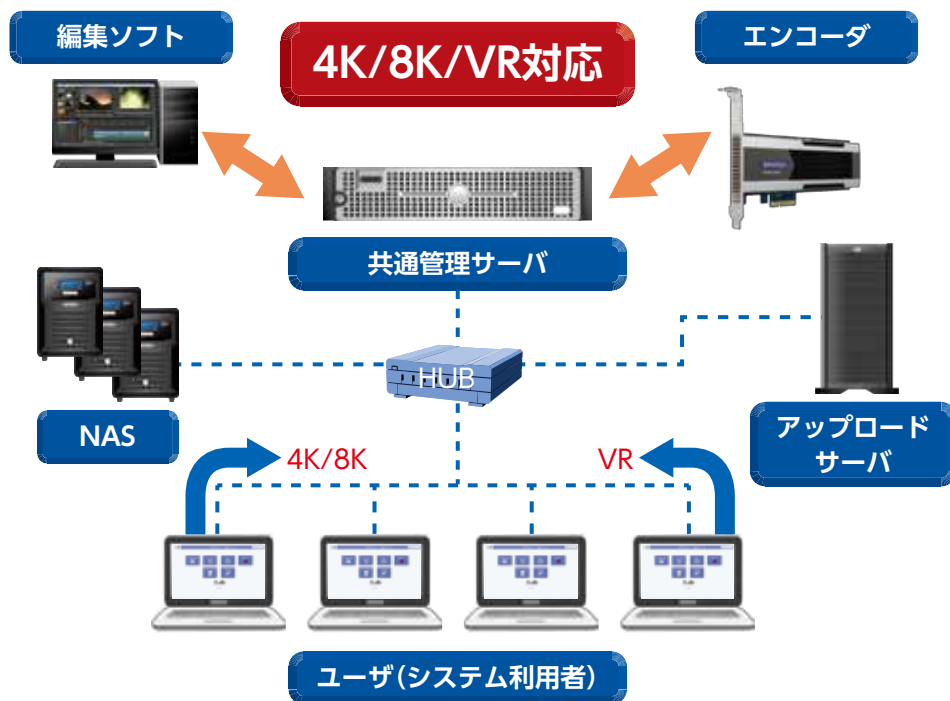 編集ソフト
4K/8K/VR対応
エンコーダ
共通管理サーバ
HUB
NAS
アップロード
サーバ
4K/8K
VR
ユーザ(システム利用者)